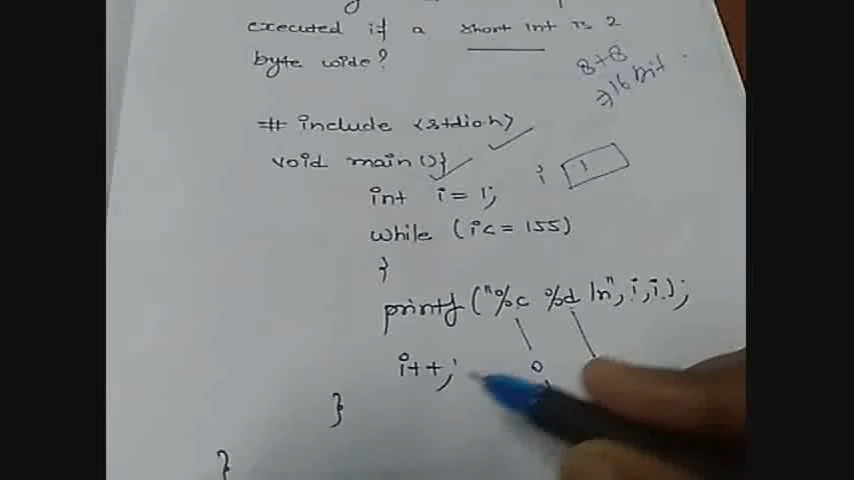 executed if a short int is 2
byte wide?
8+8
⇒16 bit
# include <stdio.h>
void main(){
int i = 1;
i 1
while (i<= 155)
}
printf ("%c %d \n", i, i);
i++;
}
}